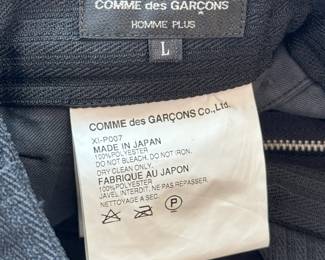 COMME des GARÇONS
HOMME PLUS
L
COMME des GARÇONS Co., Ltd.
XI-P007
MADE IN JAPAN
100%POLYESTER
DO NOT BLEACH. DO NOT IRON.
DRY CLEAN ONLY.
FABRIQUE AU JAPON
100%POLYESTER
JAVEL INTERDITE. NE PAS REPASSER.
NETTOYAGE A SEC.
P